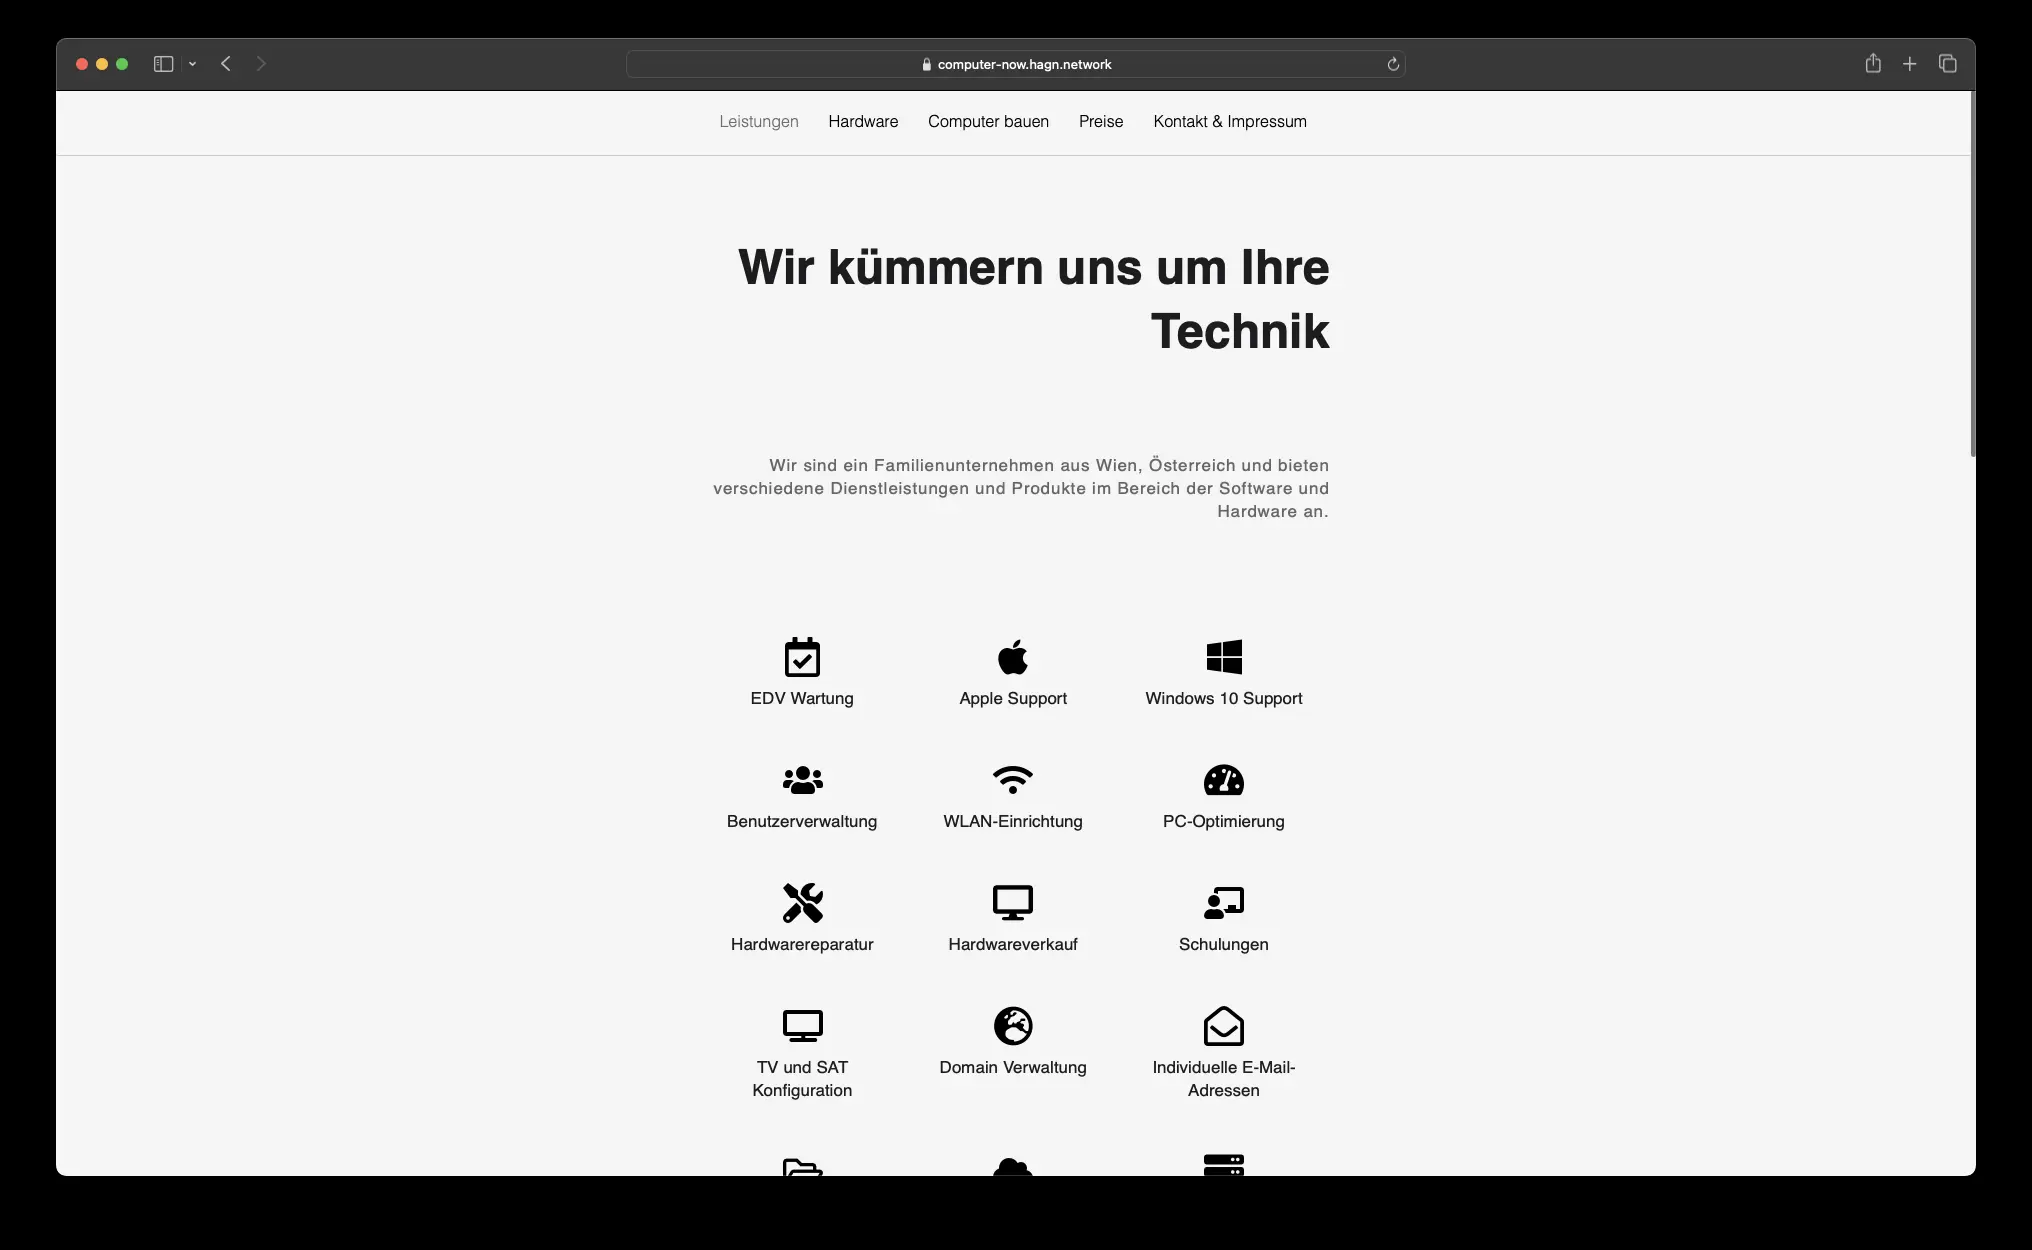 computer-now.hagn.network
Leistungen Hardware Computer bauen Preise Kontakt & Impressum
Wir kümmern uns um Ihre
Technik
Wir sind ein Familienunternehmen aus Wien, Österreich und bieten
verschiedene Dienstleistungen und Produkte im Bereich der Software und
Hardware an.
EDV Wartung Apple Support Windows 10 Support
Benutzerverwaltung WLAN-Einrichtung PC-Optimierung
Hardwarereparatur Hardwareverkauf Schulungen
TV und SAT Domain Verwaltung Individuelle E-Mail-
Konfiguration Adressen